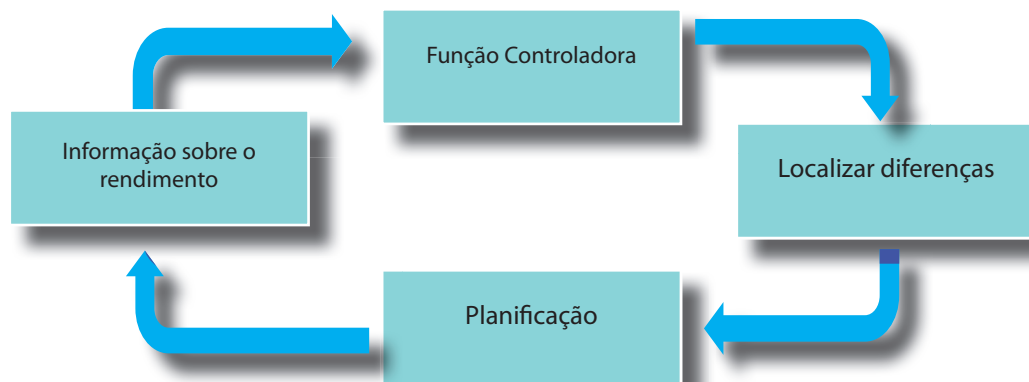 Função Controladora
Informação sobre o
rendimento
Localizar diferenças
Planificação